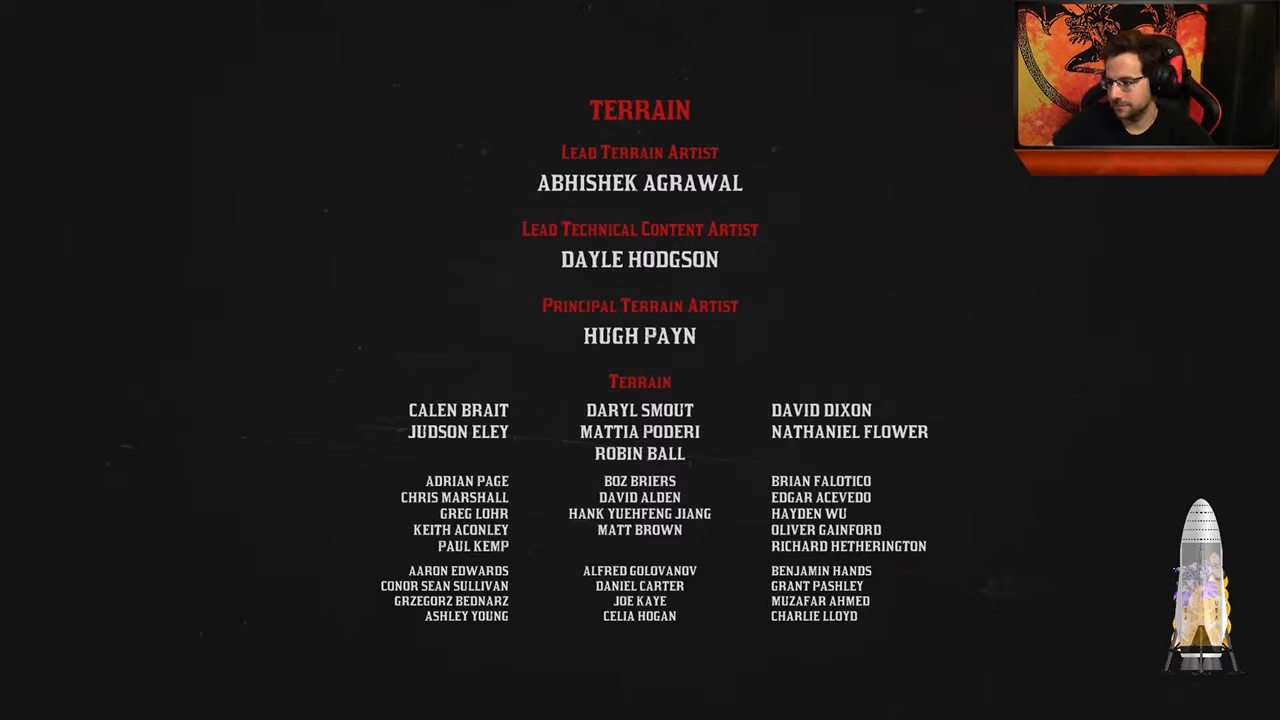 TERRAIN
LEAD TERRAIN ARTIST
ABHISHEK AGRAWAL
LEAD TECHNICAL CONTENT ARTIST
DAYLE HODGSON
PRINCIPAL TERRAIN ARTIST
HUGH PAYN
TERRAIN
CALEN BRAIT DARYL SMOUT DAVID DIXON
JUDSON ELEY MATTIA PODERI NATHANIEL FLOWER
ROBIN BALL
ADRIAN PAGE BOZ BRIERS BRIAN FALOTICO
CHRIS MARSHALL DAVID ALDEN EDGAR ACEVEDO
GREG LOHR HANK YUEHFENG JIANG HAYDEN WU
KEITH ACONLEY MATT BROWN OLIVER GAINFORD
PAUL KEMP RICHARD HETHERINGTON
AARON EDWARDS ALFRED GOLOVANOV BENJAMIN HANDS
CONOR SEAN SULLIVAN DANIEL CARTER GRANT PASHLEY
GRZEGORZ BEDNARZ JOE KAYE MUZAFAR AHMED
ASHLEY YOUNG CELIA HOGAN CHARLIE LLOYD